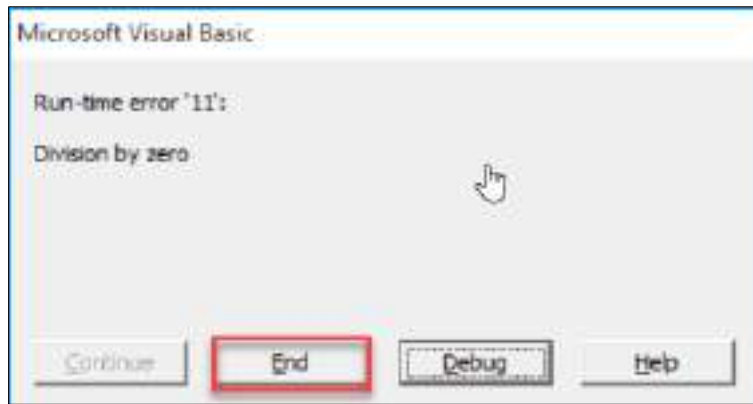 Microsoft Visual Basic
Run-time error '11':
Division by zero
Continue
End
Debug
Help